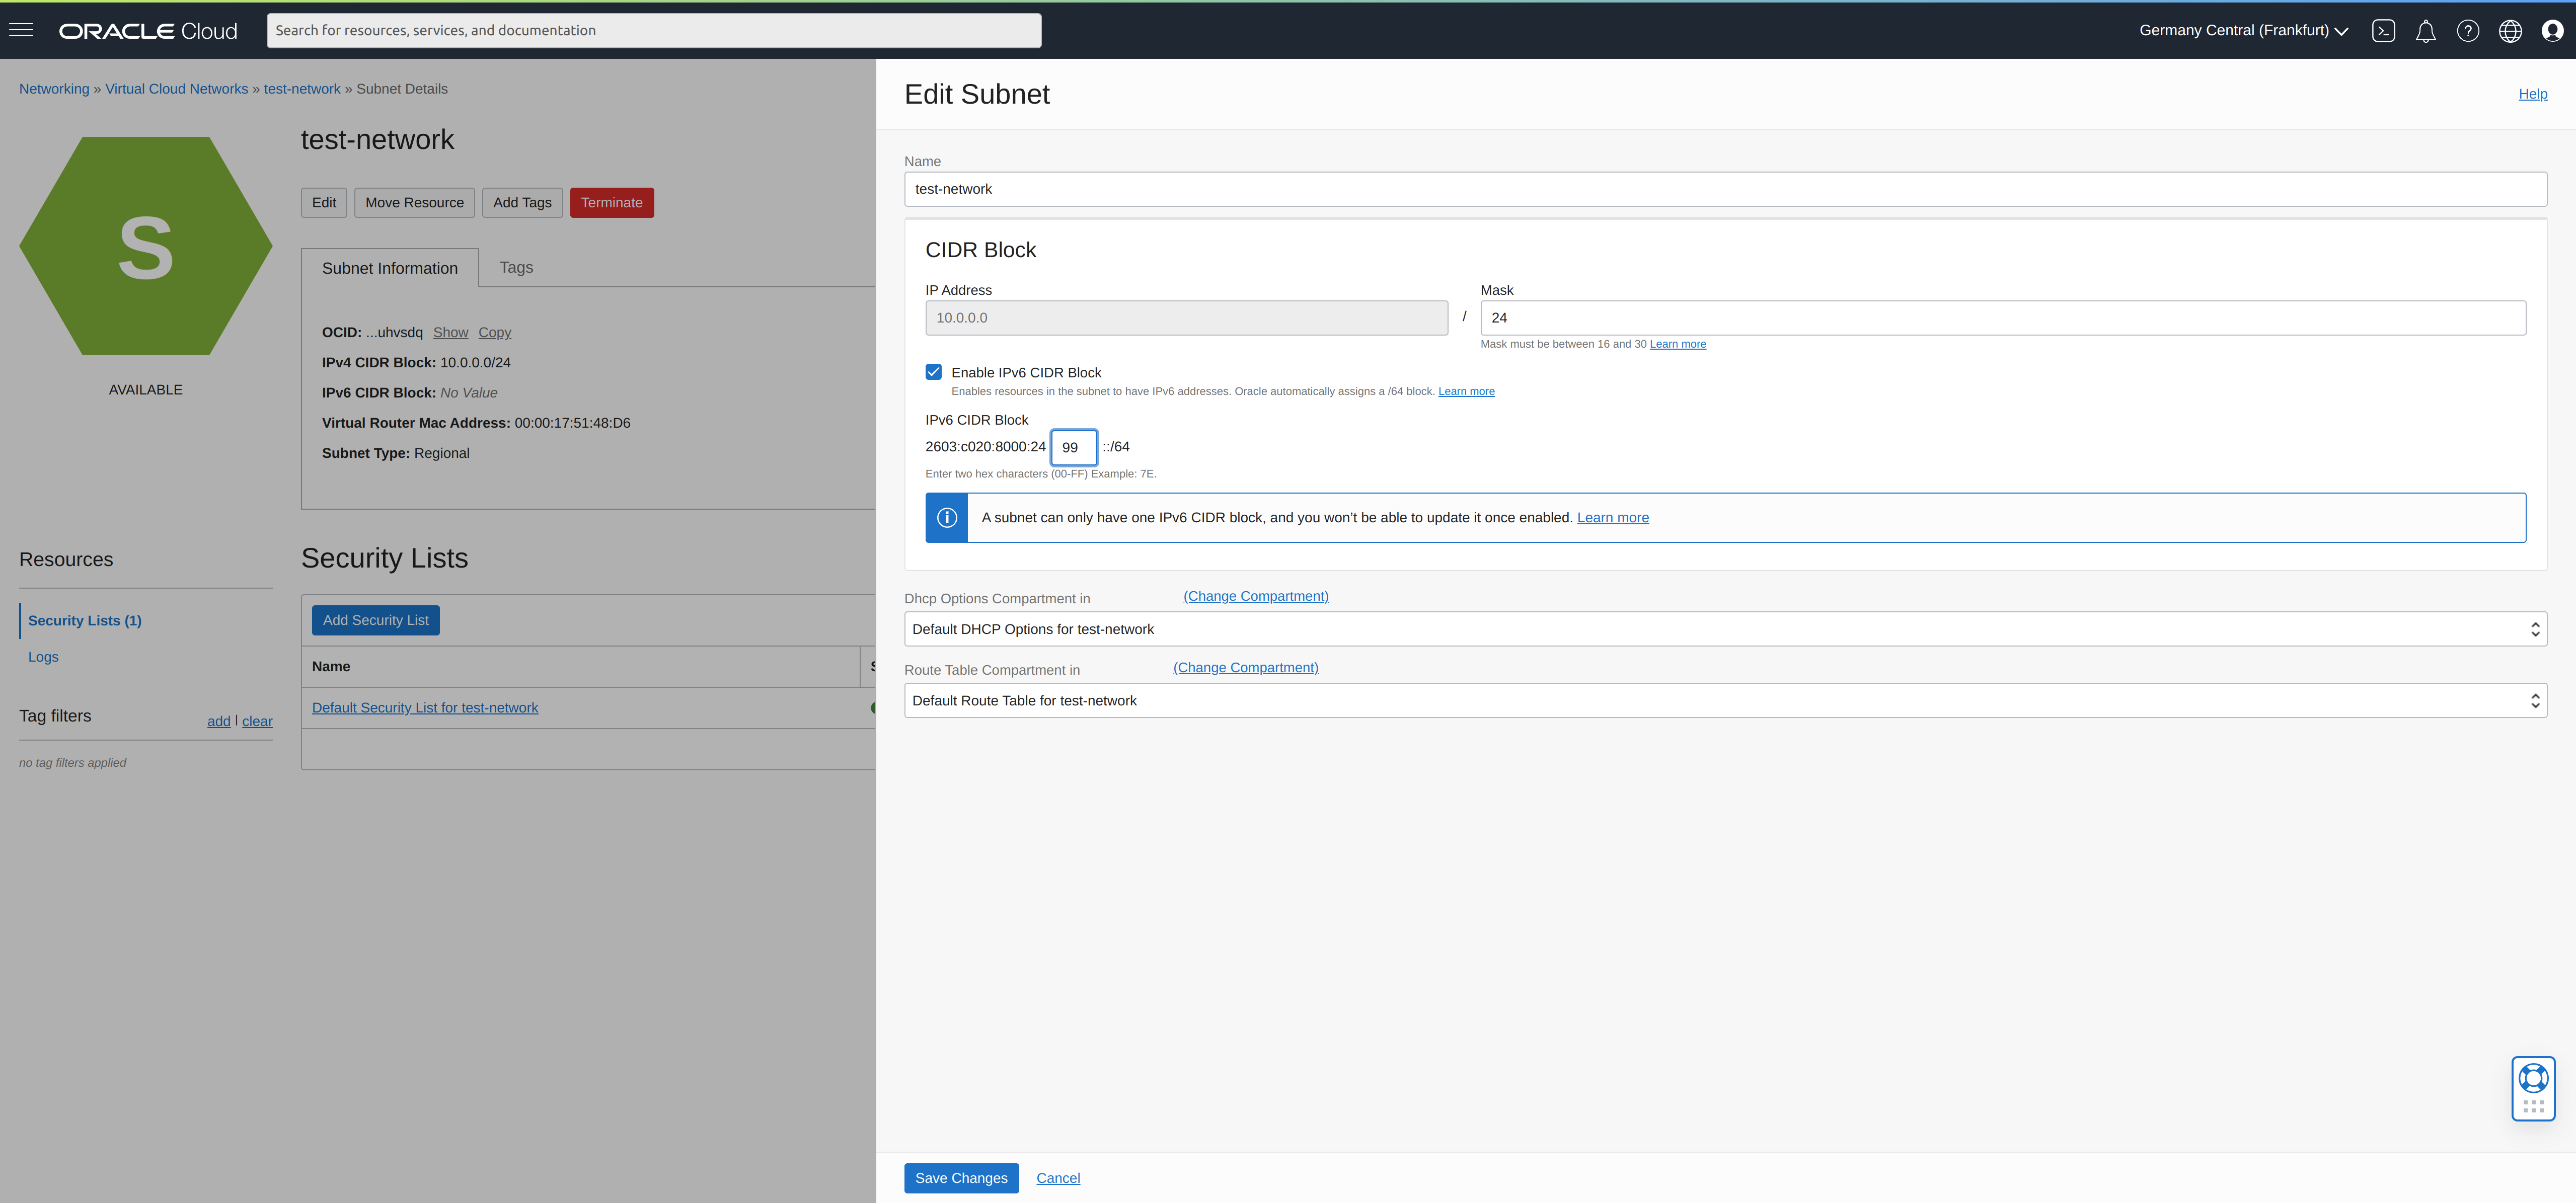 ORACLE Cloud
Search for resources, services, and documentation
Germany Central (Frankfurt)
Networking » Virtual Cloud Networks » test-network » Subnet Details
S
AVAILABLE
test-network
Edit Move Resource Add Tags Terminate
Subnet Information Tags
OCID: ...uhvsdq Show Copy
IPv4 CIDR Block: 10.0.0.0/24
IPv6 CIDR Block: No Value
Virtual Router Mac Address: 00:00:17:51:48:D6
Subnet Type: Regional
Resources
Security Lists (1)
Logs
Tag filters add | clear
no tag filters applied
Security Lists
Add Security List
Name
Default Security List for test-network
Edit Subnet
Help
Name
test-network
CIDR Block
IP Address
10.0.0.0
/
Mask
24
Mask must be between 16 and 30 Learn more
Enable IPv6 CIDR Block
Enables resources in the subnet to have IPv6 addresses. Oracle automatically assigns a /64 block. Learn more
IPv6 CIDR Block
2603:c020:8000:24 99 ::/64
Enter two hex characters (00-FF) Example: 7E.
A subnet can only have one IPv6 CIDR block, and you won’t be able to update it once enabled. Learn more
Dhcp Options Compartment in (Change Compartment)
Default DHCP Options for test-network
Route Table Compartment in (Change Compartment)
Default Route Table for test-network
Save Changes Cancel